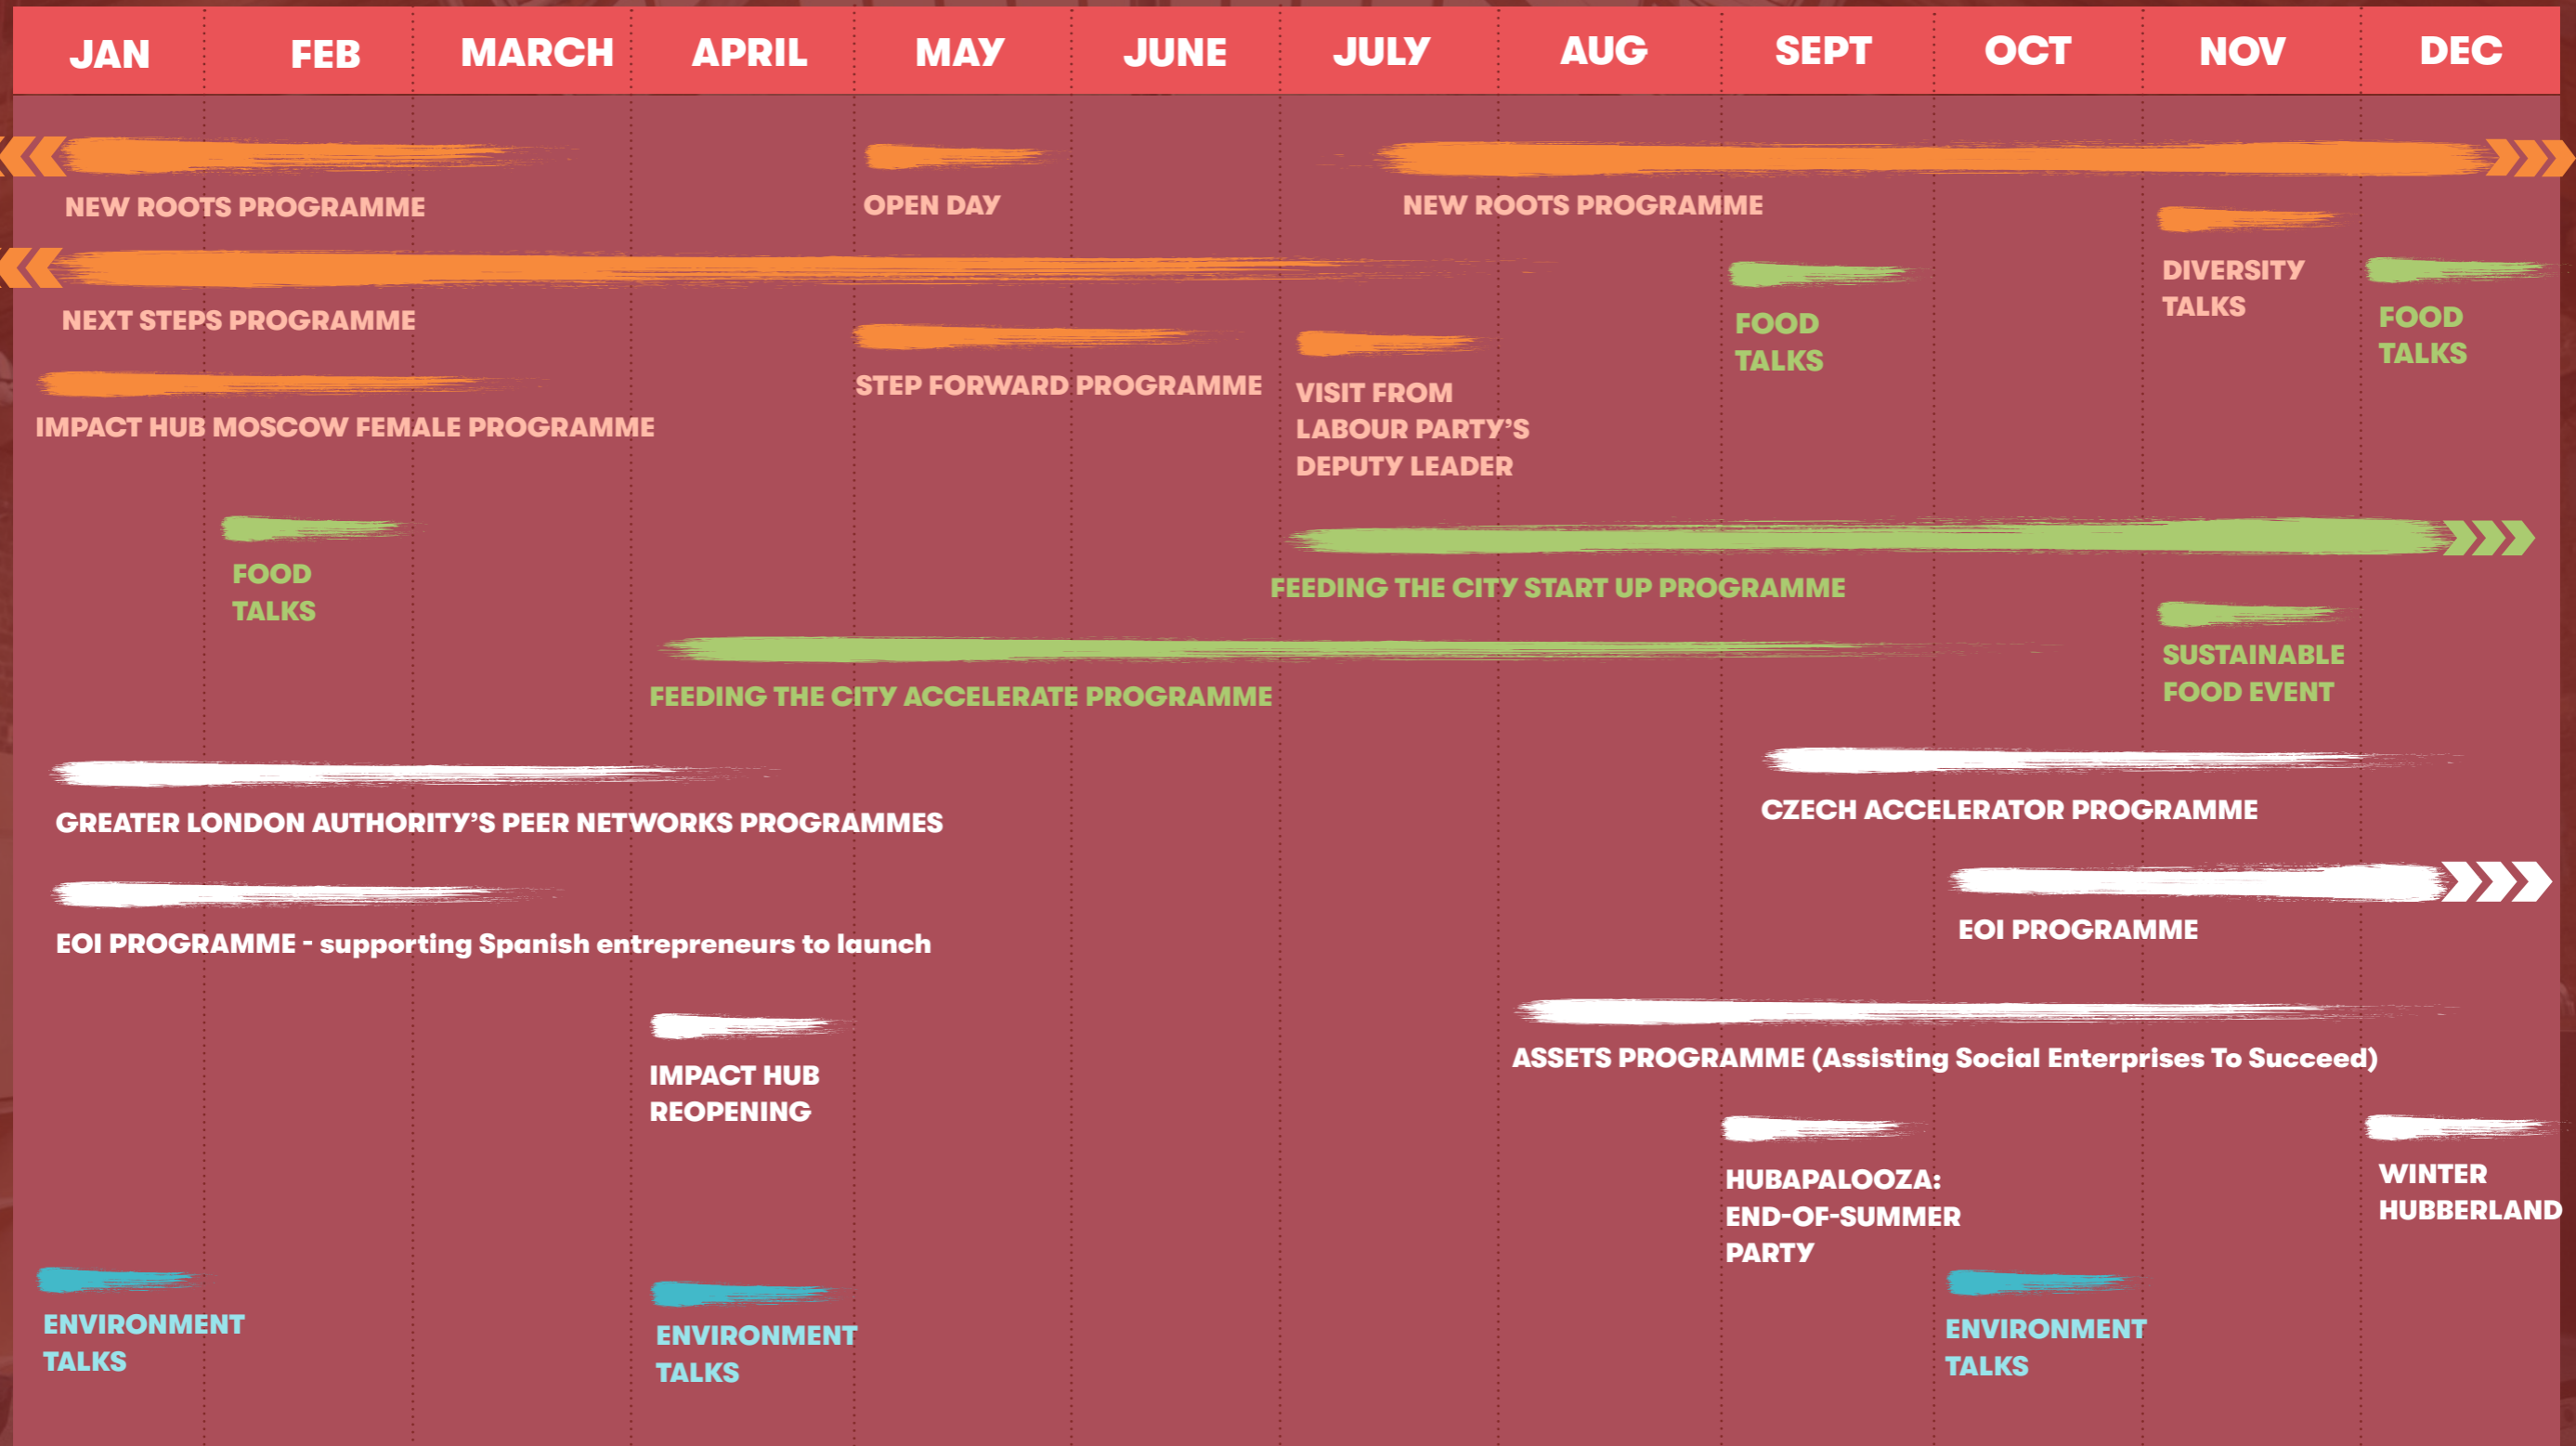 JAN FEB MARCH APRIL MAY JUNE JULY AUG SEPT OCT NOV DEC
NEW ROOTS PROGRAMME
OPEN DAY
NEW ROOTS PROGRAMME
DIVERSITY
TALKS
NEXT STEPS PROGRAMME
FOOD
TALKS
FOOD
TALKS
STEP FORWARD PROGRAMME
VISIT FROM
LABOUR PARTY'S
DEPUTY LEADER
IMPACT HUB MOSCOW FEMALE PROGRAMME
FOOD
TALKS
FEEDING THE CITY START UP PROGRAMME
SUSTAINABLE
FOOD EVENT
FEEDING THE CITY ACCELERATE PROGRAMME
GREATER LONDON AUTHORITY'S PEER NETWORKS PROGRAMMES
CZECH ACCELERATOR PROGRAMME
EOI PROGRAMME - supporting Spanish entrepreneurs to launch
EOI PROGRAMME
IMPACT HUB
REOPENING
ASSETS PROGRAMME (Assisting Social Enterprises To Succeed)
HUBAPALOOZA:
END-OF-SUMMER
PARTY
WINTER
HUBBERLAND
ENVIRONMENT
TALKS
ENVIRONMENT
TALKS
ENVIRONMENT
TALKS